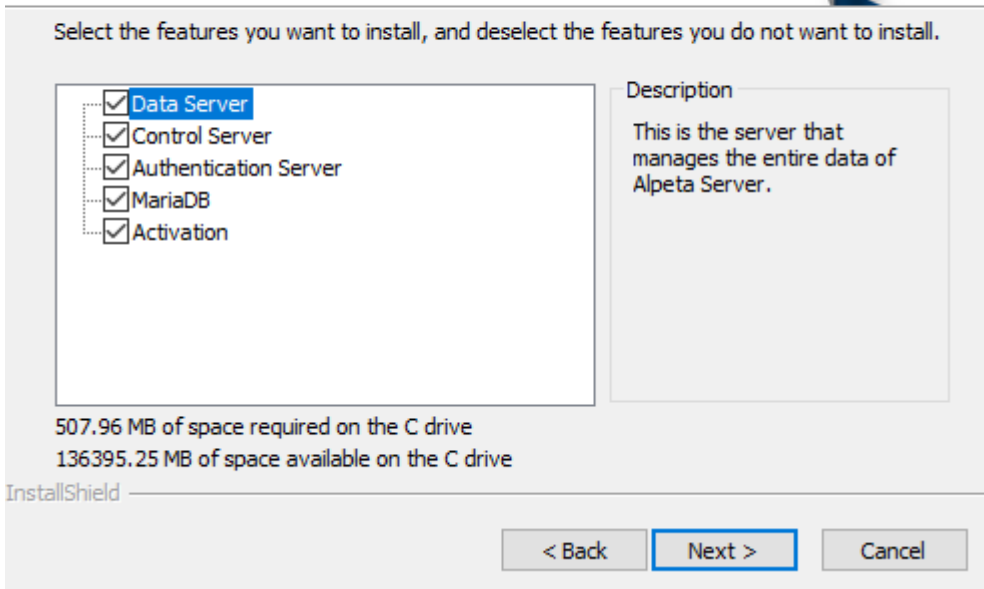 Select the features you want to install, and deselect the features you do not want to install.
Data Server
Control Server
Authentication Server
MariaDB
Activation
Description
This is the server that
manages the entire data of
Alpeta Server.
507.96 MB of space required on the C drive
136395.25 MB of space available on the C drive
InstallShield
< Back
Next >
Cancel